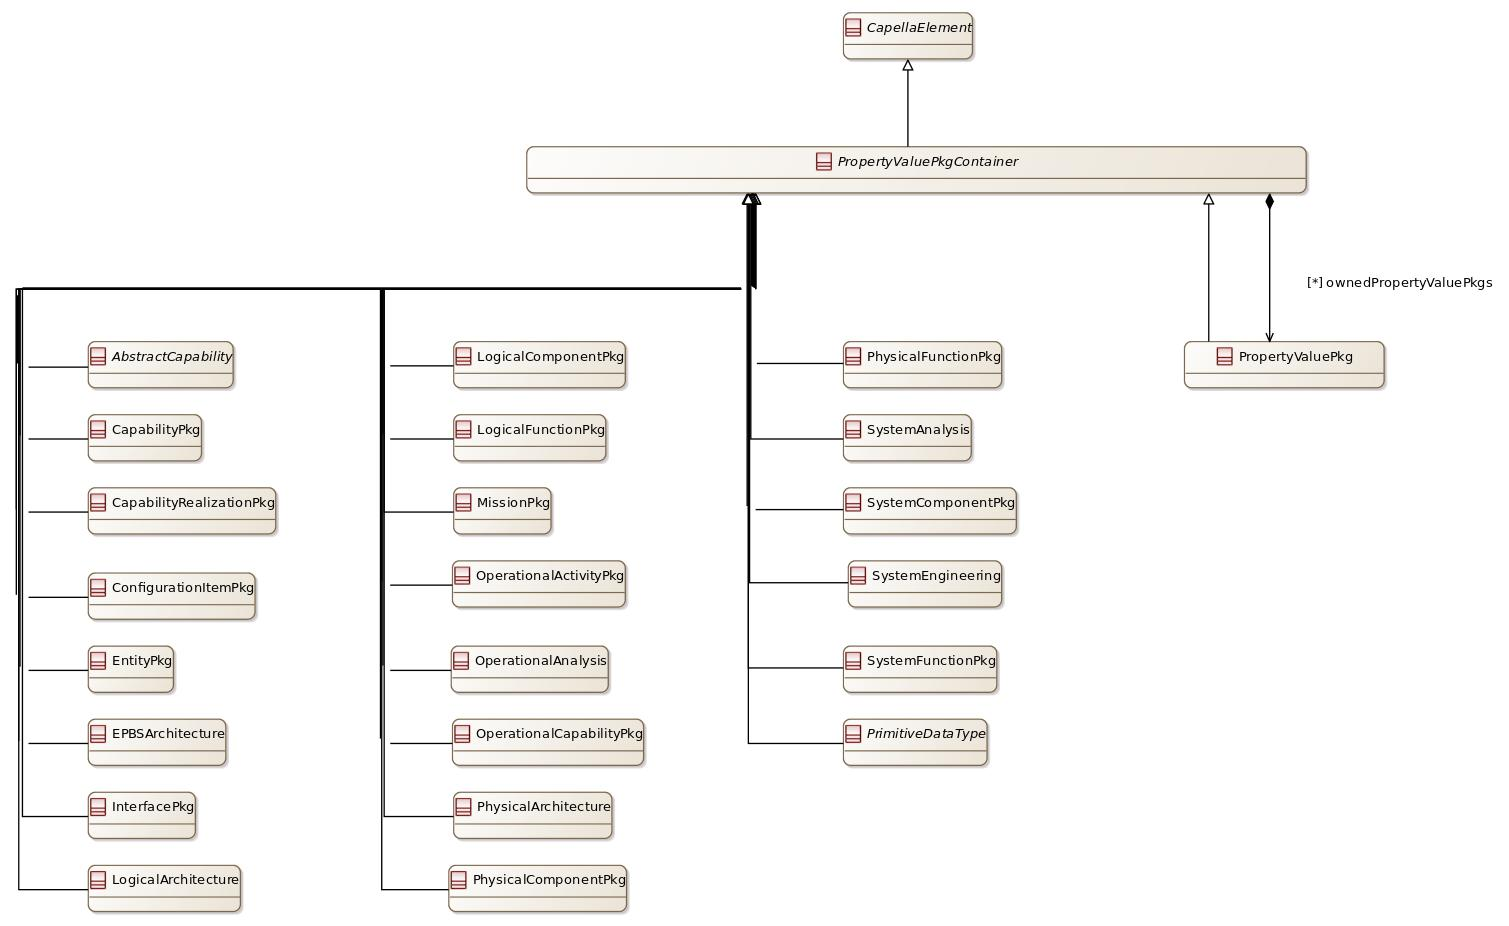 CapellaElement
PropertyValuePkgContainer
[*] ownedPropertyValuePkgs
AbstractCapability
LogicalComponentPkg
PhysicalFunctionPkg
PropertyValuePkg
CapabilityPkg
LogicalFunctionPkg
SystemAnalysis
CapabilityRealizationPkg
MissionPkg
SystemComponentPkg
ConfigurationItemPkg
OperationalActivityPkg
SystemEngineering
EntityPkg
OperationalAnalysis
SystemFunctionPkg
EPBSArchitecture
OperationalCapabilityPkg
PrimitiveDataType
InterfacePkg
PhysicalArchitecture
LogicalArchitecture
PhysicalComponentPkg